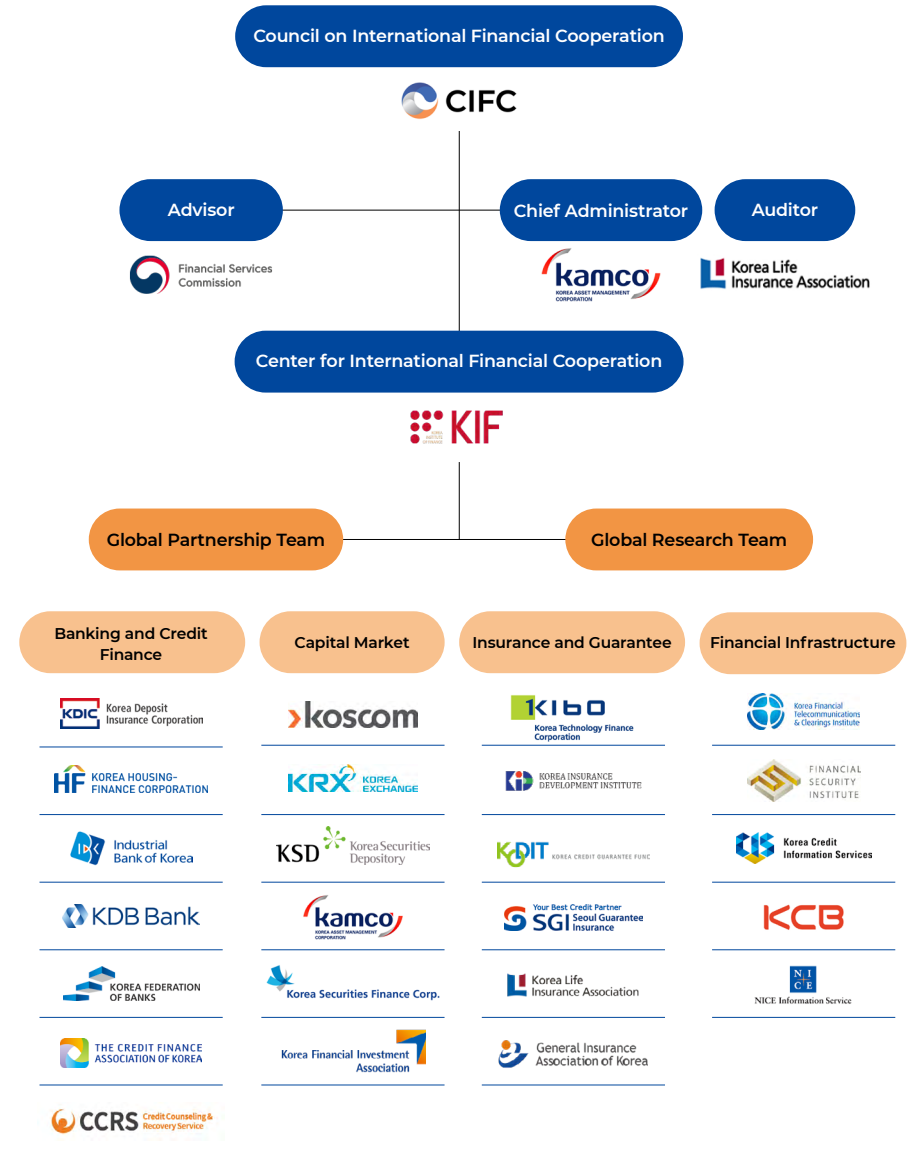 Council on International Financial Cooperation
CIFC
Advisor
Chief Administrator
Auditor
Financial Services
Commission
kamco
KOREA ASSET MANAGEMENT
CORPORATION
Korea Life
Insurance Association
Center for International Financial Cooperation
KIF
Global Partnership Team
Global Research Team
Banking and Credit
Finance
Capital Market
Insurance and Guarantee
Financial Infrastructure
KDIC
Korea Deposit
Insurance Corporation
HF
KOREA HOUSING-
FINANCE CORPORATION
IBK
Industrial
Bank of Korea
KDB Bank
KOREA FEDERATION
OF BANKS
THE CREDIT FINANCE
ASSOCIATION OF KOREA
CCRS
Credit Counseling &
Recovery Service
koscom
KRX
KOREA
EXCHANGE
KSD
Korea Securities
Depository
kamco
KOREA ASSET MANAGEMENT
CORPORATION
Korea Securities Finance Corp.
Korea Financial Investment
Association
KIBO
Korea Technology Finance
Corporation
KIDI
KOREA INSURANCE
DEVELOPMENT INSTITUTE
KODIT
KOREA CREDIT GUARANTEE FUNC
Your Best Credit Partner
SGI
Seoul Guarantee
Insurance
Korea Life
Insurance Association
General Insurance
Association of Korea
Korea Financial
Telecommunications
& Clearings Institute
FINANCIAL
SECURITY
INSTITUTE
CIS
Korea Credit
Information Services
KCB
NICE
NICE Information Service